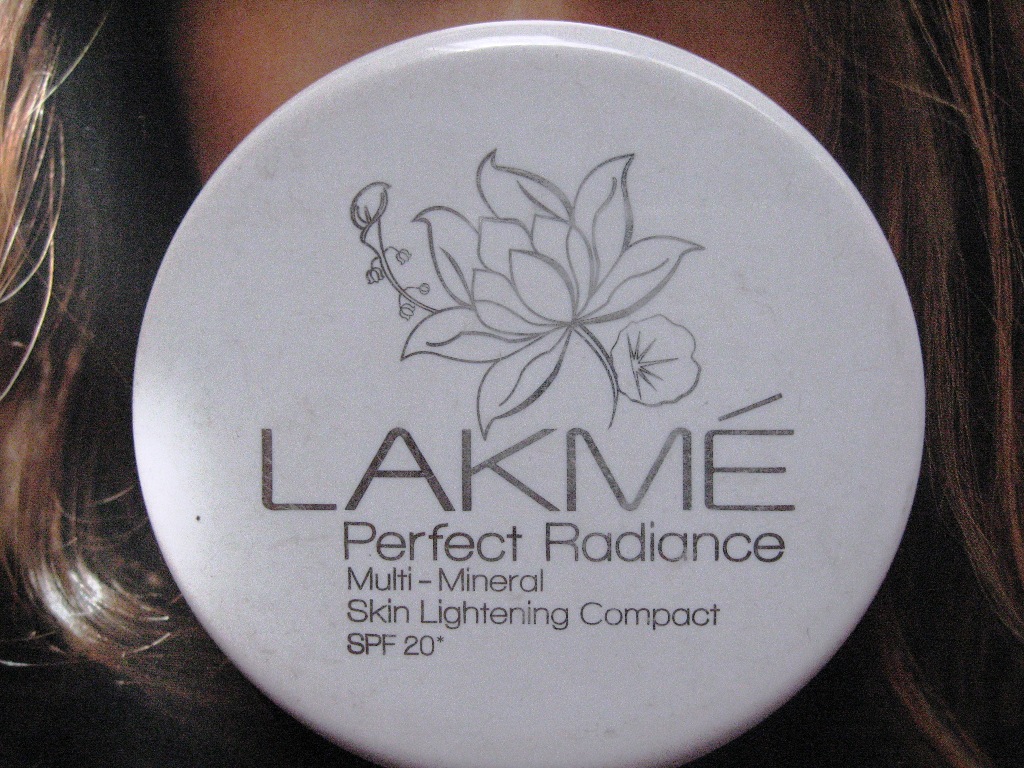 LAKMÉ
Perfect Radiance
Multi-Mineral
Skin Lightening Compact
SPF 20*